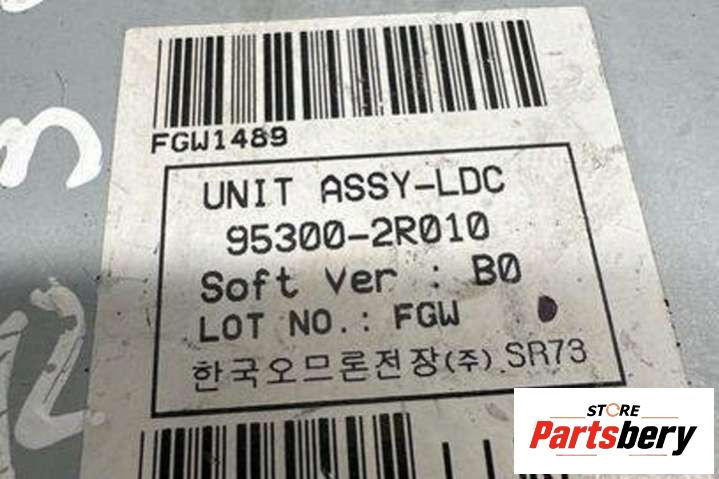 FGW1489
UNIT ASSY-LDC
95300-2R010
Soft Ver : B0
LOT NO.: FGW
한국오므론전장(주) SR73
STORE
Partsbery